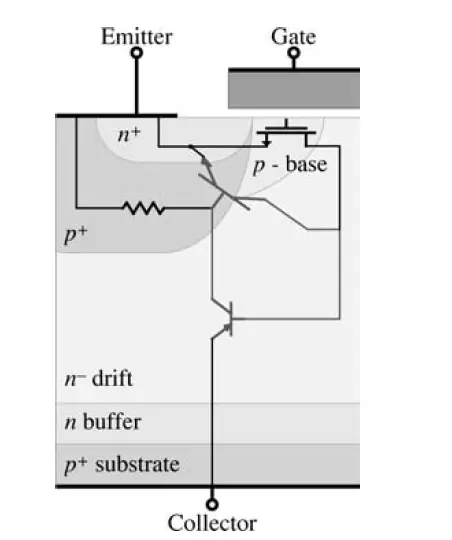 Emitter
Gate
n+
p - base
p+
n− drift
n buffer
p+ substrate
Collector